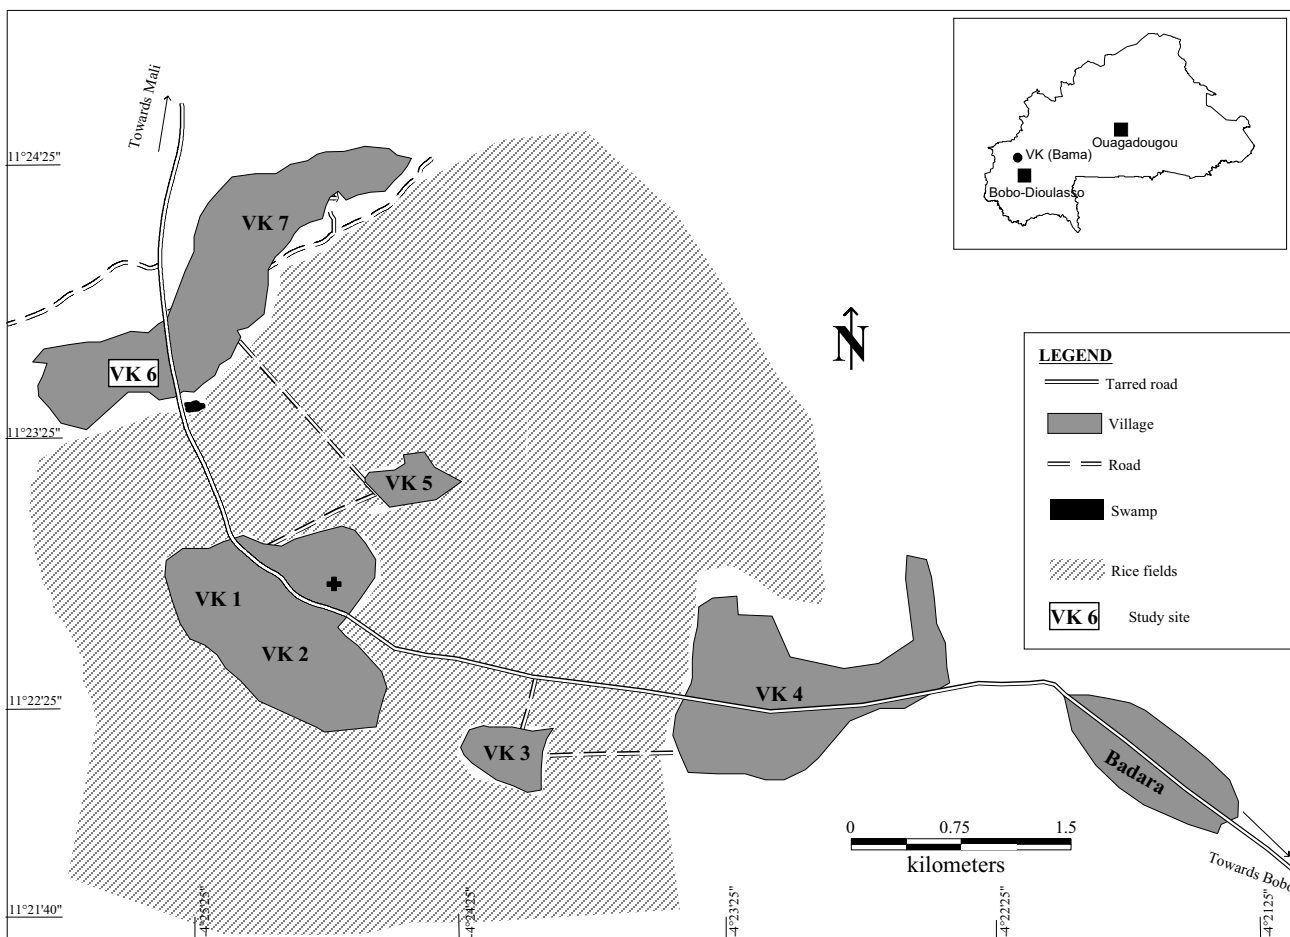 Towards Mali
11°24'25"
VK 7
VK 6
11°23'25"
VK 5
VK 1
VK 2
VK 4
11°22'25"
VK 3
Badara
Towards Bobo
11°21'40"
-4°25'25"
-4°24'25"
-4°23'25"
-4°22'25"
-4°21'25"
N
0 0.75 1.5
kilometers
Ouagadougou
VK (Bama)
Bobo-Dioulasso
LEGEND
Tarred road
Village
Road
Swamp
Rice fields
VK 6 Study site